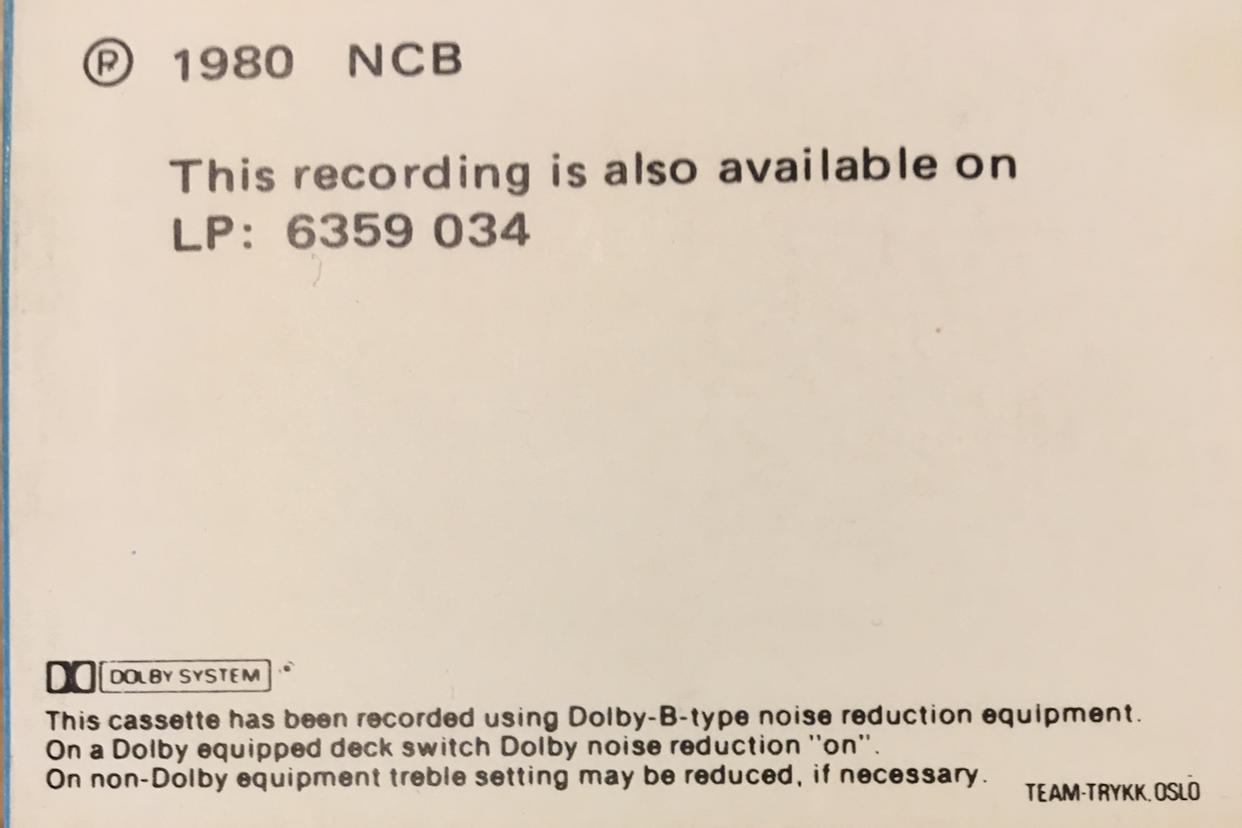 ℗ 1980 NCB
This recording is also available on
LP: 6359 034
DOLBY SYSTEM
This cassette has been recorded using Dolby-B-type noise reduction equipment.
On a Dolby equipped deck switch Dolby noise reduction "on".
On non-Dolby equipment treble setting may be reduced, if necessary.
TEAM-TRYKK. OSLO